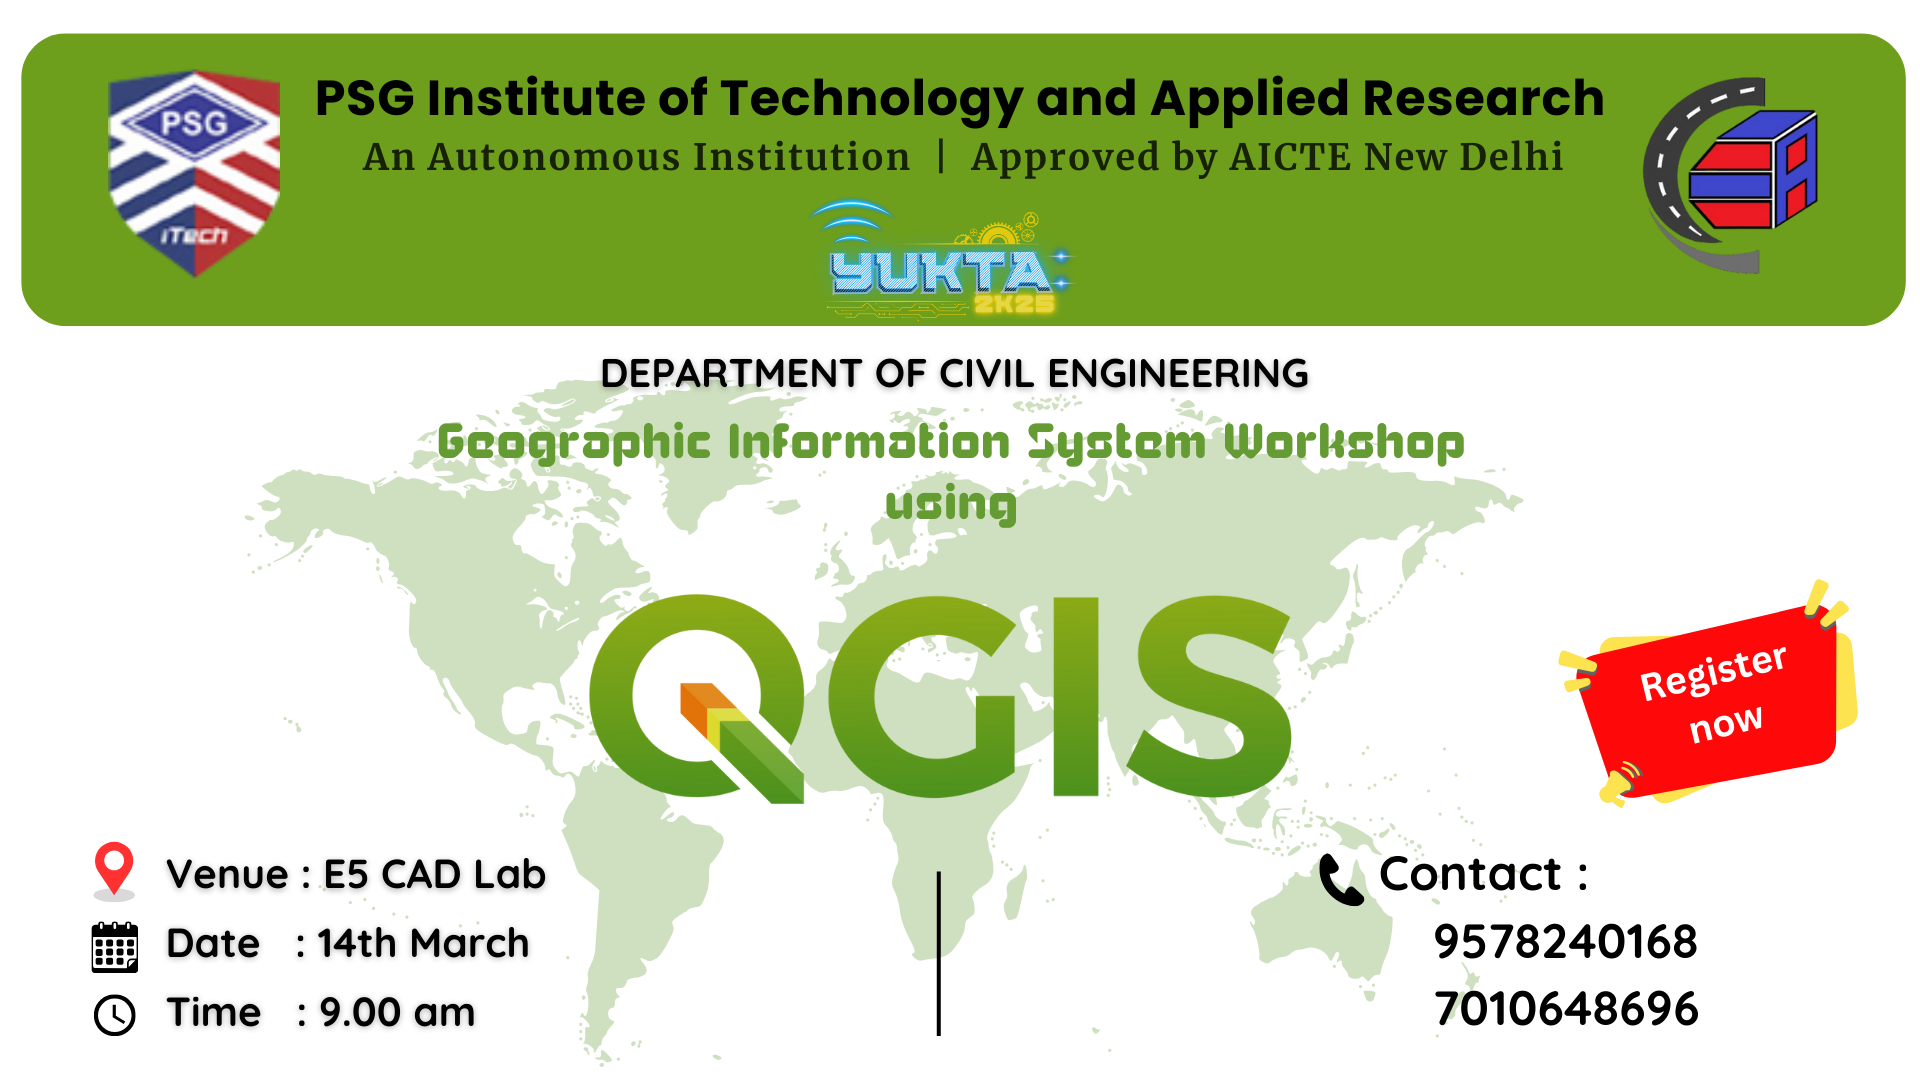 PSG Institute of Technology and Applied Research
An Autonomous Institution | Approved by AICTE New Delhi
PSG
iTech
YUKTA
2K25
DEPARTMENT OF CIVIL ENGINEERING
Geographic Information System Workshop
using
QGIS
Register
now
Venue : E5 CAD Lab
Date : 14th March
Time : 9.00 am
Contact :
9578240168
7010648696